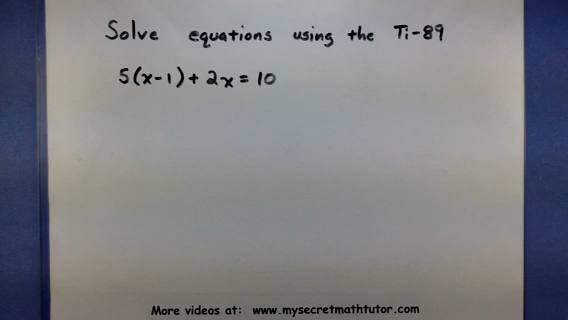 Solve equations using the Ti-89
5(x-1)+2x=10
More videos at: www.mysecretmathtutor.com